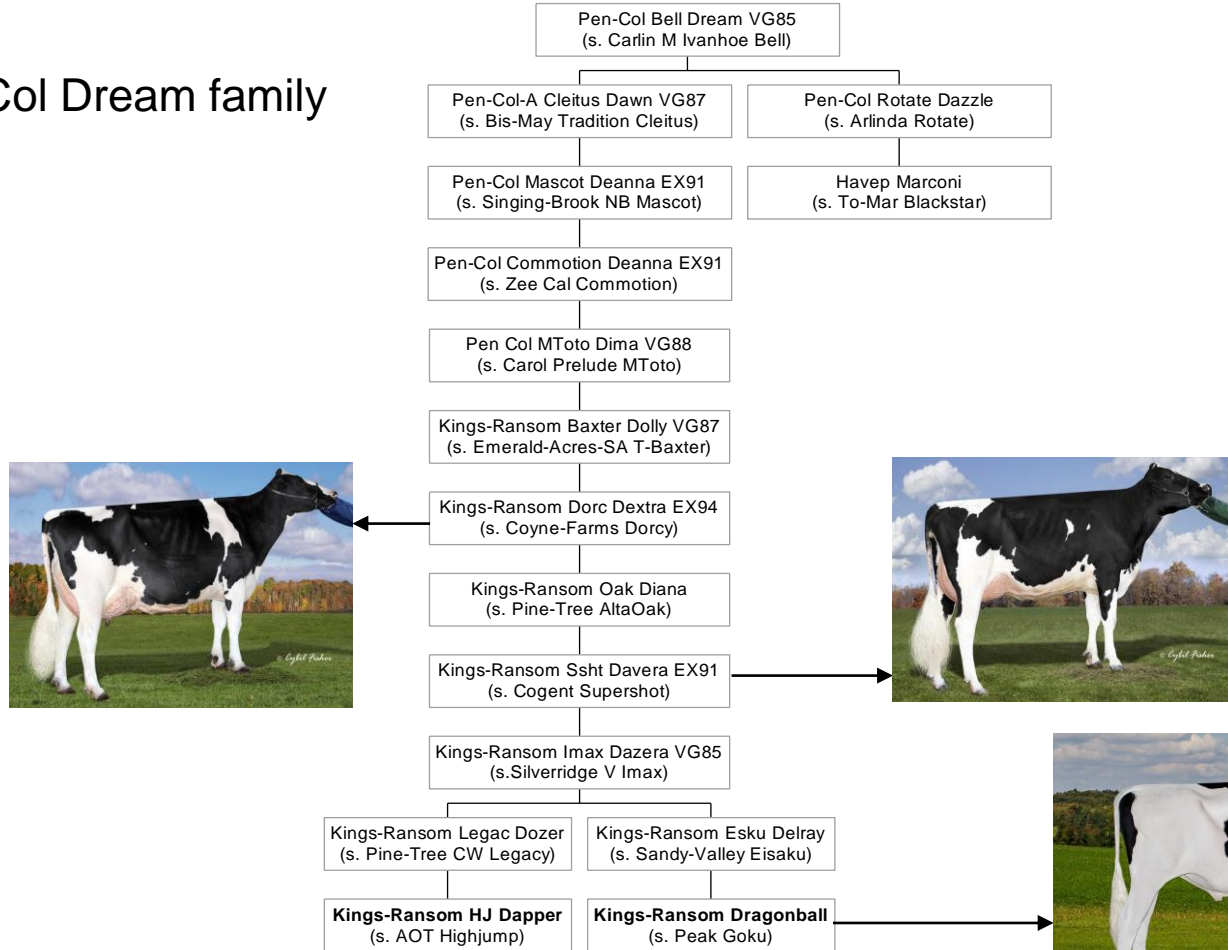 Col Dream family
Pen-Col Bell Dream VG85
(s. Carlin M Ivanhoe Bell)
Pen-Col-A Cleitus Dawn VG87
(s. Bis-May Tradition Cleitus)
Pen-Col Rotate Dazzle
(s. Arlinda Rotate)
Pen-Col Mascot Deanna EX91
(s. Singing-Brook NB Mascot)
Havep Marconi
(s. To-Mar Blackstar)
Pen-Col Commotion Deanna EX91
(s. Zee Cal Commotion)
Pen Col MToto Dima VG88
(s. Carol Prelude MToto)
Kings-Ransom Baxter Dolly VG87
(s. Emerald-Acres-SA T-Baxter)
Kings-Ransom Dorc Dextra EX94
(s. Coyne-Farms Dorcy)
Kings-Ransom Oak Diana
(s. Pine-Tree AltaOak)
© Cybil Fisher
Kings-Ransom Ssht Davera EX91
(s. Cogent Supershot)
© Cybil Fisher
Kings-Ransom Imax Dazera VG85
(s.Silverridge V Imax)
Kings-Ransom Legac Dozer
(s. Pine-Tree CW Legacy)
Kings-Ransom Esku Delray
(s. Sandy-Valley Eisaku)
Kings-Ransom HJ Dapper
(s. AOT Highjump)
Kings-Ransom Dragonball
(s. Peak Goku)